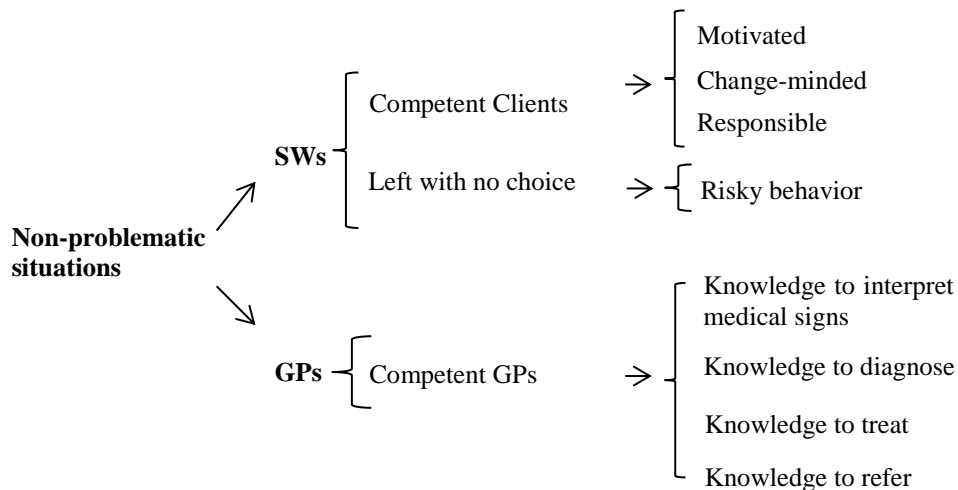 Motivated
Change-minded
Responsible
Competent Clients
SWs
Left with no choice
Risky behavior
Non-problematic
situations
Knowledge to interpret
medical signs
Knowledge to diagnose
GPs
Competent GPs
Knowledge to treat
Knowledge to refer